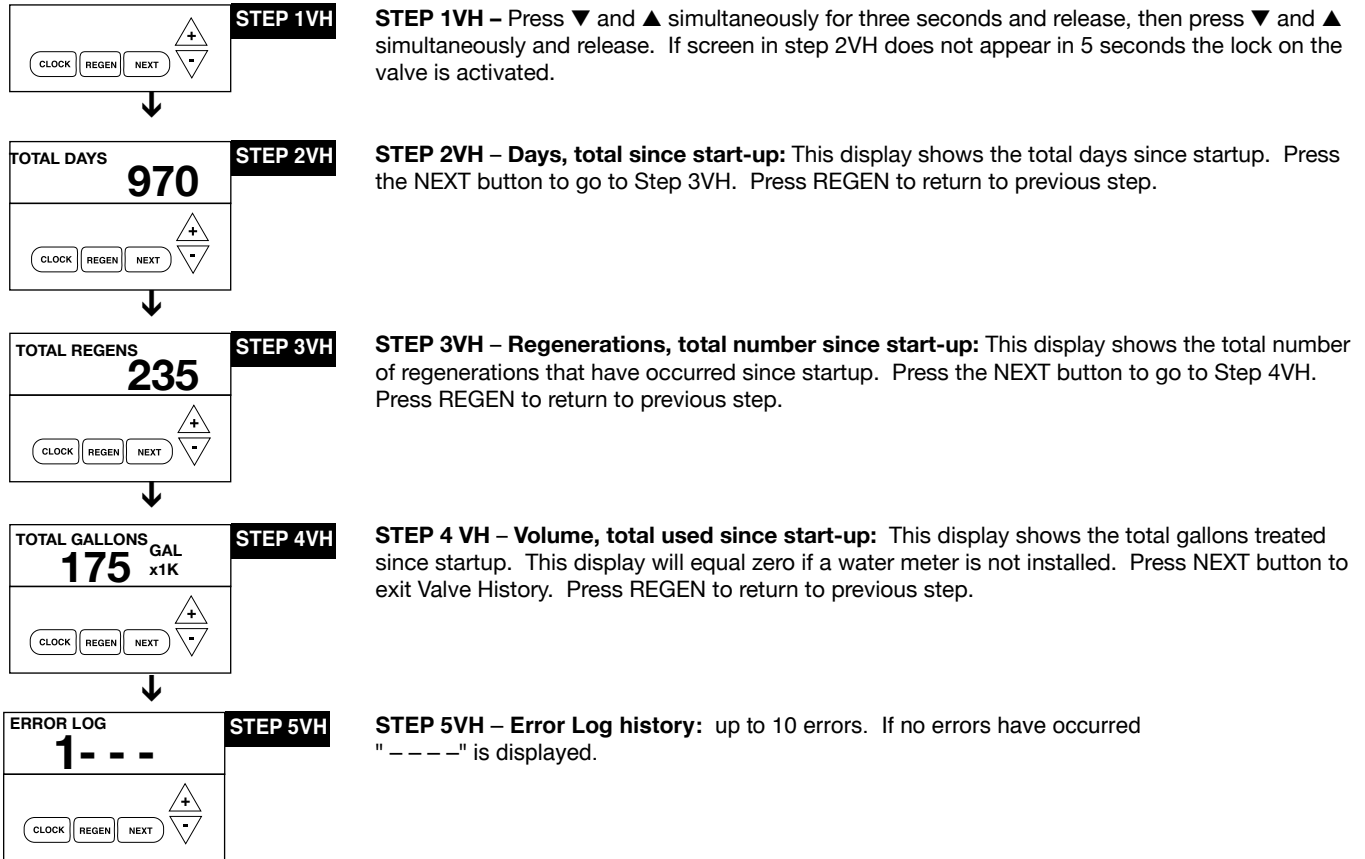 STEP 1VH
CLOCK REGEN NEXT + -
STEP 1VH – Press ▼ and ▲ simultaneously for three seconds and release, then press ▼ and ▲
simultaneously and release. If screen in step 2VH does not appear in 5 seconds the lock on the
valve is activated.
TOTAL DAYS
970
STEP 2VH
CLOCK REGEN NEXT + -
STEP 2VH – Days, total since start-up: This display shows the total days since startup. Press
the NEXT button to go to Step 3VH. Press REGEN to return to previous step.
TOTAL REGENS
235
STEP 3VH
CLOCK REGEN NEXT + -
STEP 3VH – Regenerations, total number since start-up: This display shows the total number
of regenerations that have occurred since startup. Press the NEXT button to go to Step 4VH.
Press REGEN to return to previous step.
TOTAL GALLONS
175 GAL x1K
STEP 4VH
CLOCK REGEN NEXT + -
STEP 4 VH – Volume, total used since start-up: This display shows the total gallons treated
since startup. This display will equal zero if a water meter is not installed. Press NEXT button to
exit Valve History. Press REGEN to return to previous step.
ERROR LOG
1- - -
STEP 5VH
CLOCK REGEN NEXT + -
STEP 5VH – Error Log history: up to 10 errors. If no errors have occurred
" – – – –" is displayed.